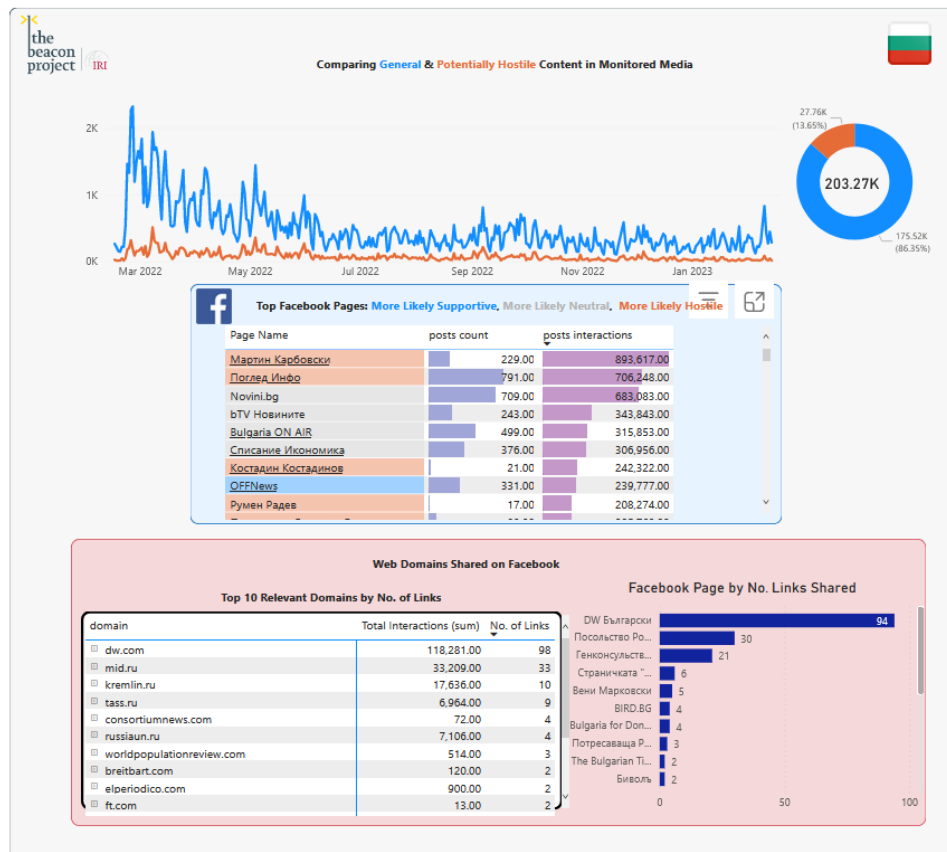 the
beacon
project
IRI
Comparing General & Potentially Hostile Content in Monitored Media
2K
1K
0K
Mar 2022 May 2022 Jul 2022 Sep 2022 Nov 2022 Jan 2023
27.76K
(13.65%)
203.27K
175.52K
(86.35%)
Top Facebook Pages: More Likely Supportive, More Likely Neutral, More Likely Hostile
Page Name posts count posts interactions
Мартин Карбовски 229.00 893,617.00
Поглед Инфо 791.00 706,248.00
Novini.bg 709.00 683,083.00
bTV Новините 243.00 343,843.00
Bulgaria ON AIR 499.00 315,853.00
Списание Икономика 376.00 306,956.00
Костадин Костадинов 21.00 242,322.00
OFFNews 331.00 239,777.00
Румен Радев 17.00 208,274.00
Web Domains Shared on Facebook
Top 10 Relevant Domains by No. of Links
domain Total Interactions (sum) No. of Links
dw.com 118,281.00 98
mid.ru 33,209.00 33
kremlin.ru 17,636.00 10
tass.ru 6,964.00 9
consortiumnews.com 72.00 4
russiaun.ru 7,106.00 4
worldpopulationreview.com 514.00 3
breitbart.com 120.00 2
elperiodico.com 900.00 2
ft.com 13.00 2
Facebook Page by No. Links Shared
DW Български 94
Посолство Ро... 30
Генконсулств... 21
Страничката "... 6
Вени Марковски 5
BIRD.BG 4
Bulgaria for Don... 4
Потресаваща Р... 3
The Bulgarian Ti... 2
Биволъ 2
0 50 100